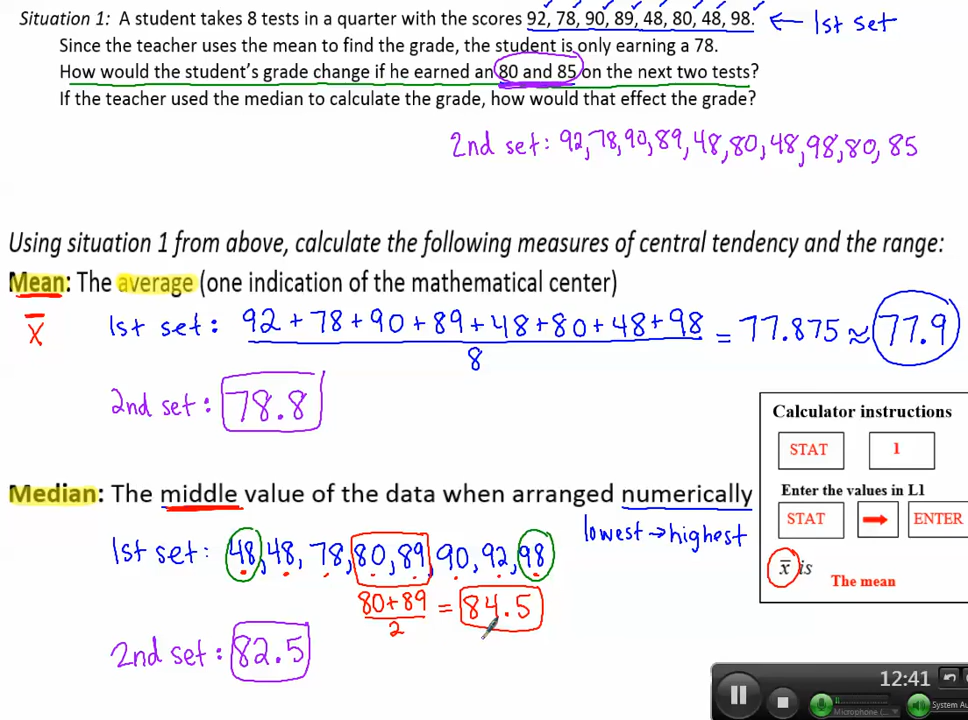 Situation 1: A student takes 8 tests in a quarter with the scores 92, 78, 90, 89, 48, 80, 48, 98. ← 1st set
Since the teacher uses the mean to find the grade, the student is only earning a 78.
How would the student's grade change if he earned an 80 and 85 on the next two tests?
If the teacher used the median to calculate the grade, how would that effect the grade?
2nd set: 92, 78, 90, 89, 48, 80, 48, 98, 80, 85
Using situation 1 from above, calculate the following measures of central tendency and the range:
Mean: The average (one indication of the mathematical center)
x̄
1st set: 92 + 78 + 90 + 89 + 48 + 80 + 48 + 98 = 77.875 ≈ 77.9
8
2nd set: 78.8
Calculator instructions
STAT 1
Enter the values in L1
STAT → ENTER
x̄ is The mean
Median: The middle value of the data when arranged numerically
lowest → highest
1st set: 48, 48, 78, 80, 89, 90, 92, 98
80 + 89 = 84.5
2
2nd set: 82.5
12:41
Microphone (...
System Au